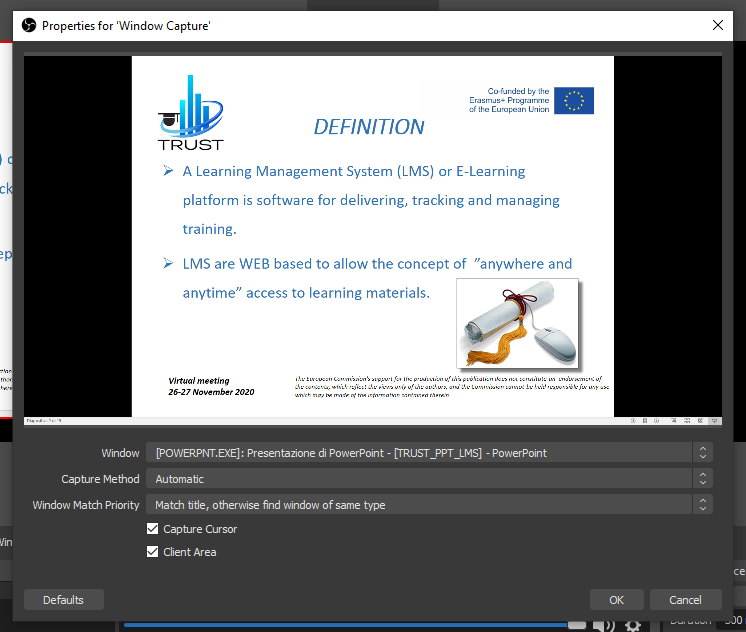 Properties for 'Window Capture'
TRUST
Co-funded by the
Erasmus+ Programme
of the European Union
DEFINITION
➢ A Learning Management System (LMS) or E-Learning
platform is software for delivering, tracking and managing
training.
➢ LMS are WEB based to allow the concept of ”anywhere and
anytime” access to learning materials.
Virtual meeting
26-27 November 2020
The European Commission's support for the production of this publication does not constitute an endorsement of
the contents, which reflect the views only of the authors, and the Commission cannot be held responsible for any use
which may be made of the information contained therein
Window
[POWERPNT.EXE]: Presentazione di PowerPoint - [TRUST_PPT_LMS] - PowerPoint
Capture Method
Automatic
Window Match Priority
Match title, otherwise find window of same type
Capture Cursor
Client Area
Defaults
OK
Cancel
Duration
300